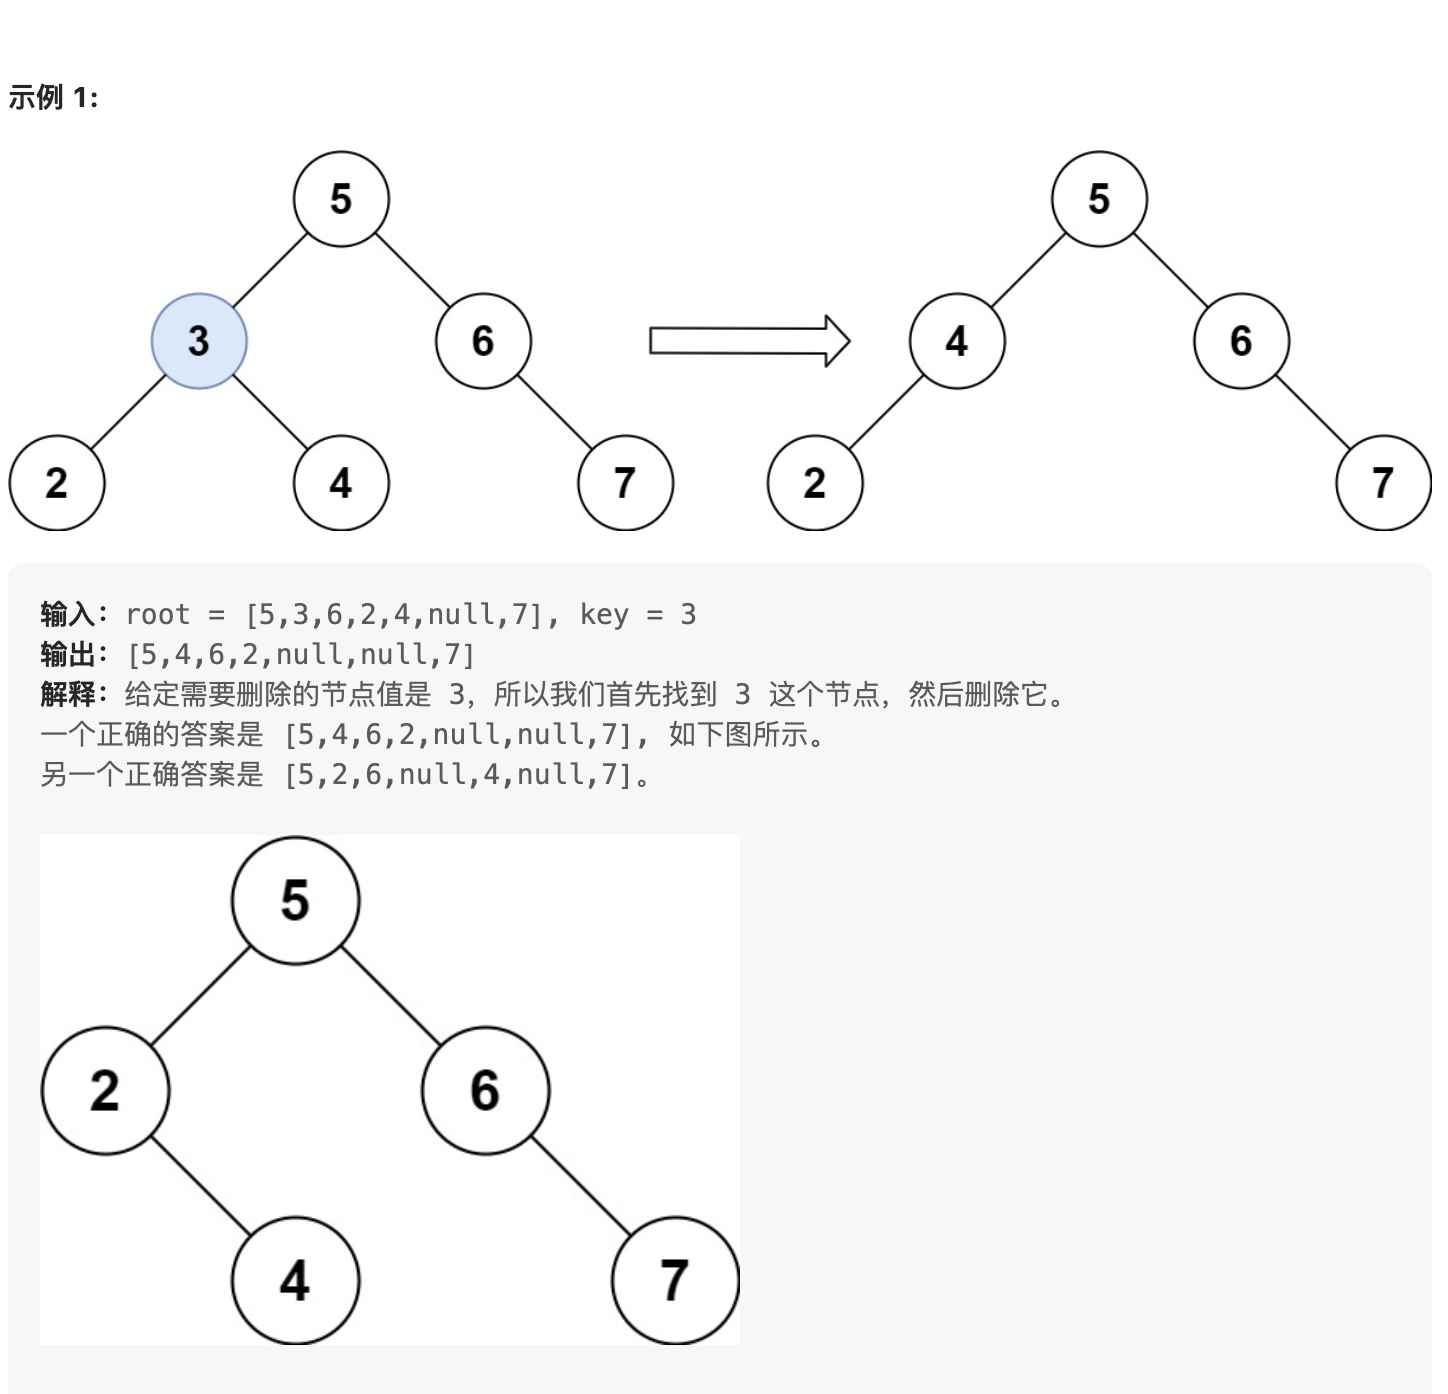 示例 1:
5
5
3
6
4
6
2
4
7
2
7
输入：root = [5,3,6,2,4,null,7], key = 3
输出：[5,4,6,2,null,null,7]
解释：给定需要删除的节点值是 3，所以我们首先找到 3 这个节点，然后删除它。
一个正确的答案是 [5,4,6,2,null,null,7], 如下图所示。
另一个正确答案是 [5,2,6,null,4,null,7]。
5
2
6
4
7